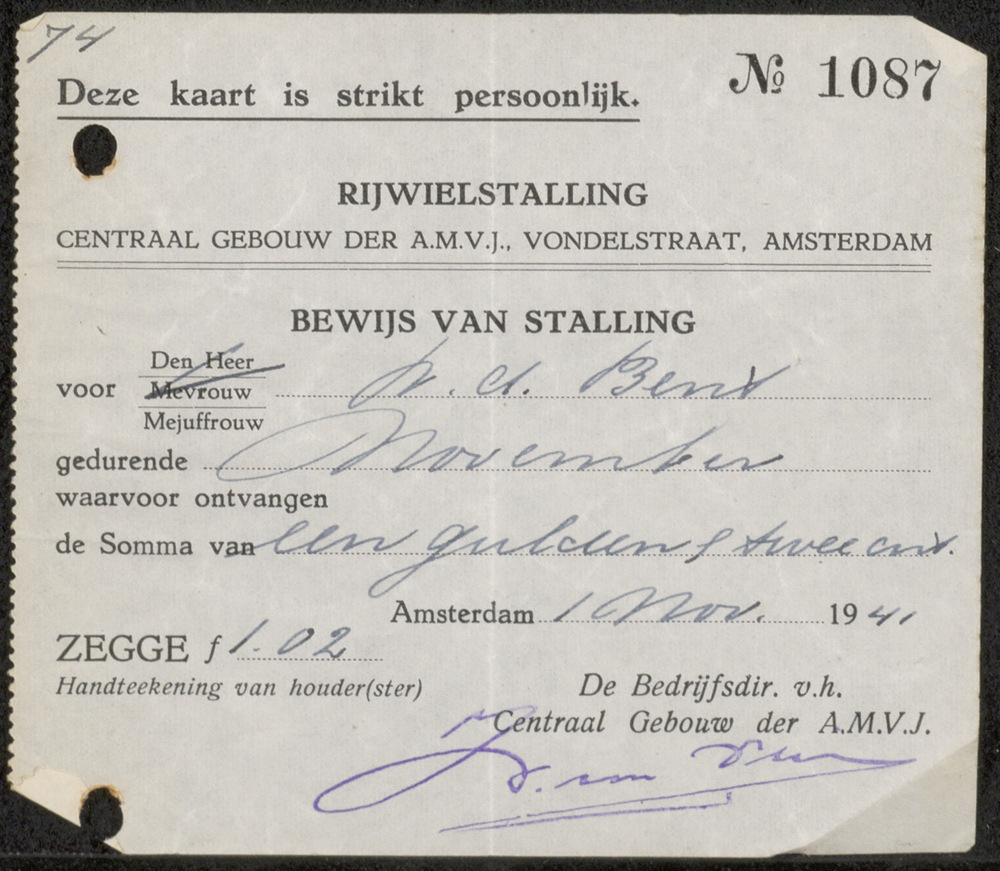 74
Deze kaart is strikt persoonlijk.
№ 1087
RIJWIELSTALLING
CENTRAAL GEBOUW DER A.M.V.J., VONDELSTRAAT, AMSTERDAM
BEWIJS VAN STALLING
Den Heer
voor Mevrouw
Mejuffrouw
gedurende November
waarvoor ontvangen
de Somma van een gulden twee cent.
Amsterdam 1 Nov. 1941
ZEGGE f 1.02
Handteekening van houder(ster)
De Bedrijfsdir. v.h.
Centraal Gebouw der A.M.V.J.